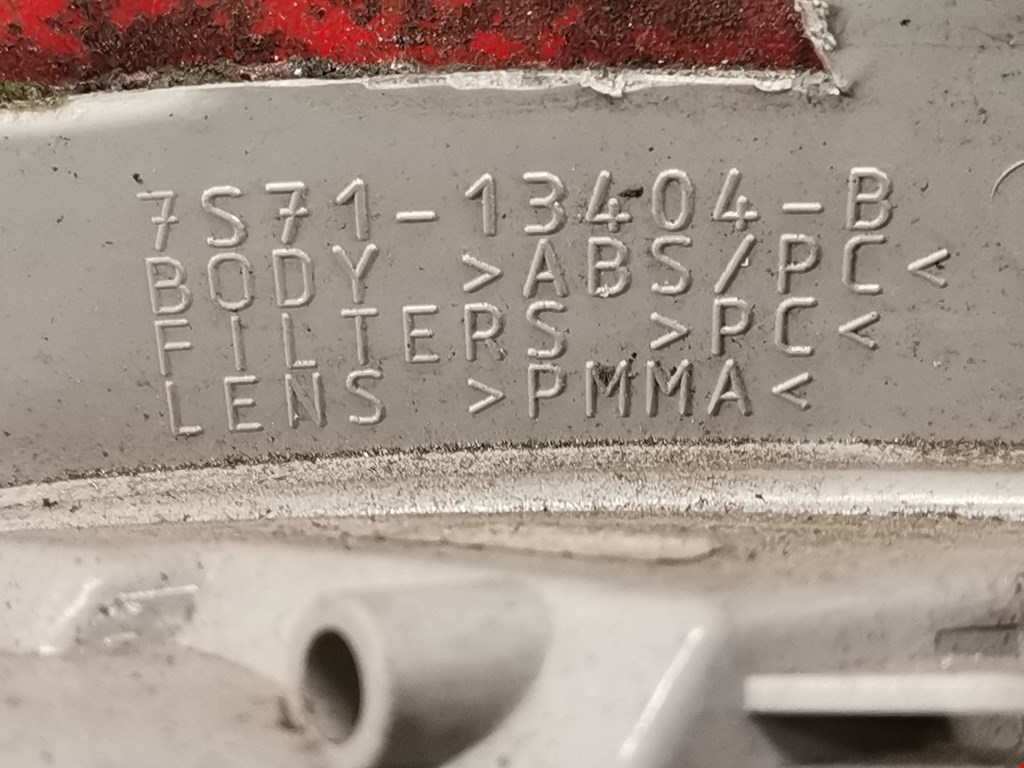 7S71-13404-B
BODY >ABS/PC<
FILTERS >PC<
LENS >PMMA<